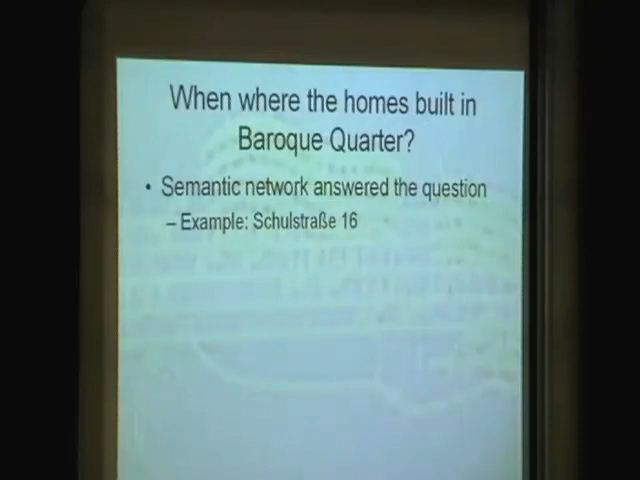 When where the homes built in
Baroque Quarter?
• Semantic network answered the question
– Example: Schulstraße 16